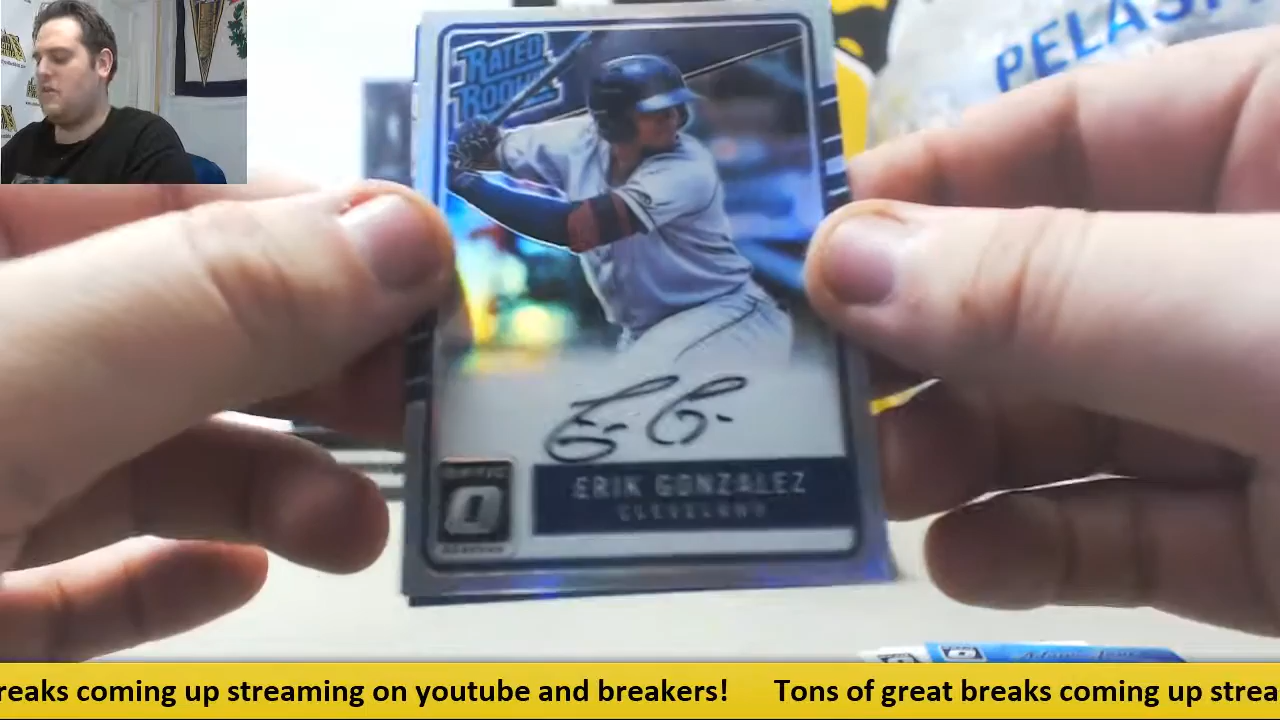 PELAS
RATED
ROOKIE
ERIK GONZALEZ
CLEVELAND
OPTIC
reaks coming up streaming on youtube and breakers! Tons of great breaks coming up strea